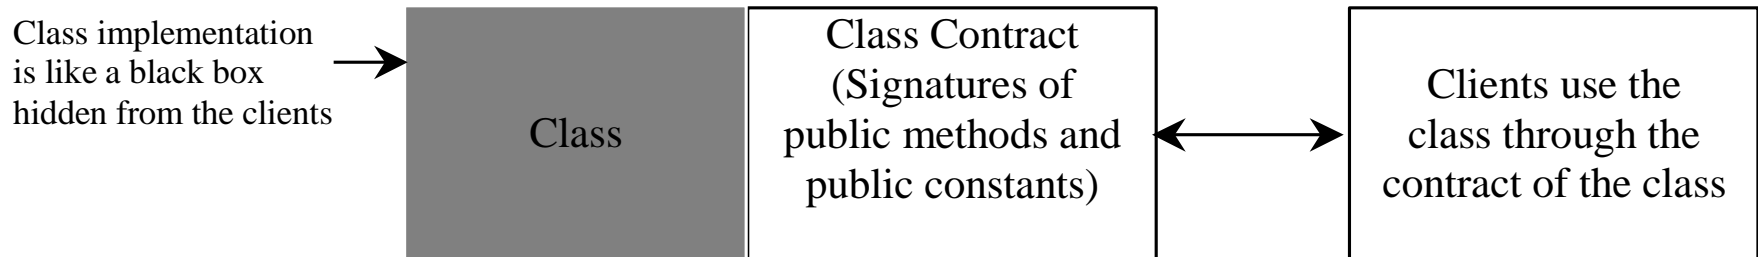 Class implementation
is like a black box
hidden from the clients
Class
Class Contract
(Signatures of
public methods and
public constants)
Clients use the
class through the
contract of the class